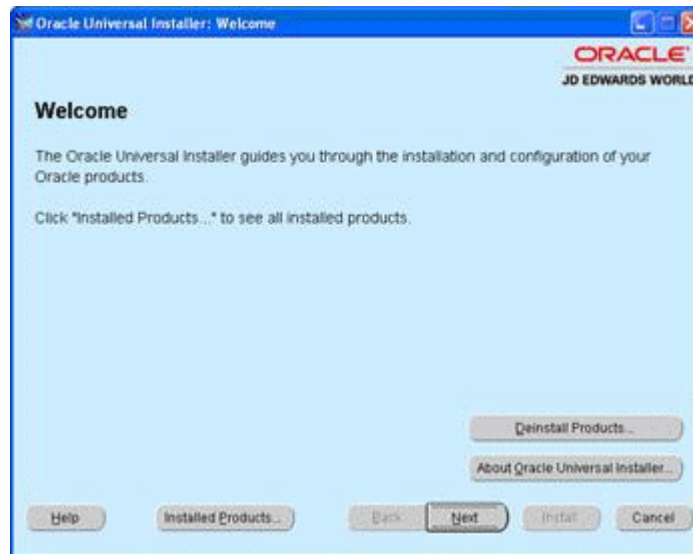 Oracle Universal Installer: Welcome
ORACLE
JD EDWARDS WORLD
Welcome
The Oracle Universal Installer guides you through the installation and configuration of your
Oracle products.
Click "Installed Products..." to see all installed products.
Deinstall Products...
About Oracle Universal Installer...
Help
Installed Products...
Back
Next
Install
Cancel